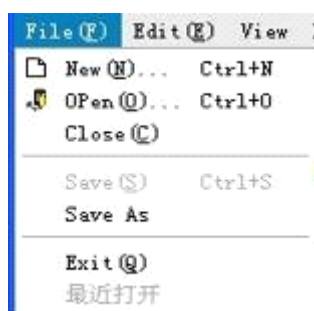 File(F) Edit(E) View
New(N)... Ctrl+N
OPen(O)... Ctrl+O
Close(C)
Save(S) Ctrl+S
Save As
Exit(Q)
最近打开